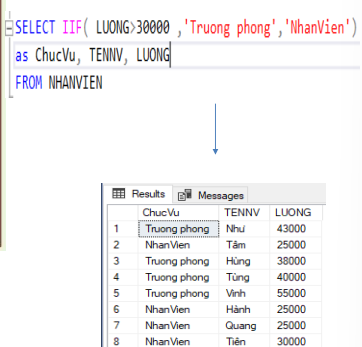 SELECT IIF( LUONG>30000 ,'Truong phong','NhanVien')
as ChucVu, TENNV, LUONG
FROM NHANVIEN
Results Messages
ChucVu TENNV LUONG
1 Truong phong Như 43000
2 NhanVien Tâm 25000
3 Truong phong Hùng 38000
4 Truong phong Tùng 40000
5 Truong phong Vinh 55000
6 NhanVien Hành 25000
7 NhanVien Quang 25000
8 NhanVien Tiên 30000